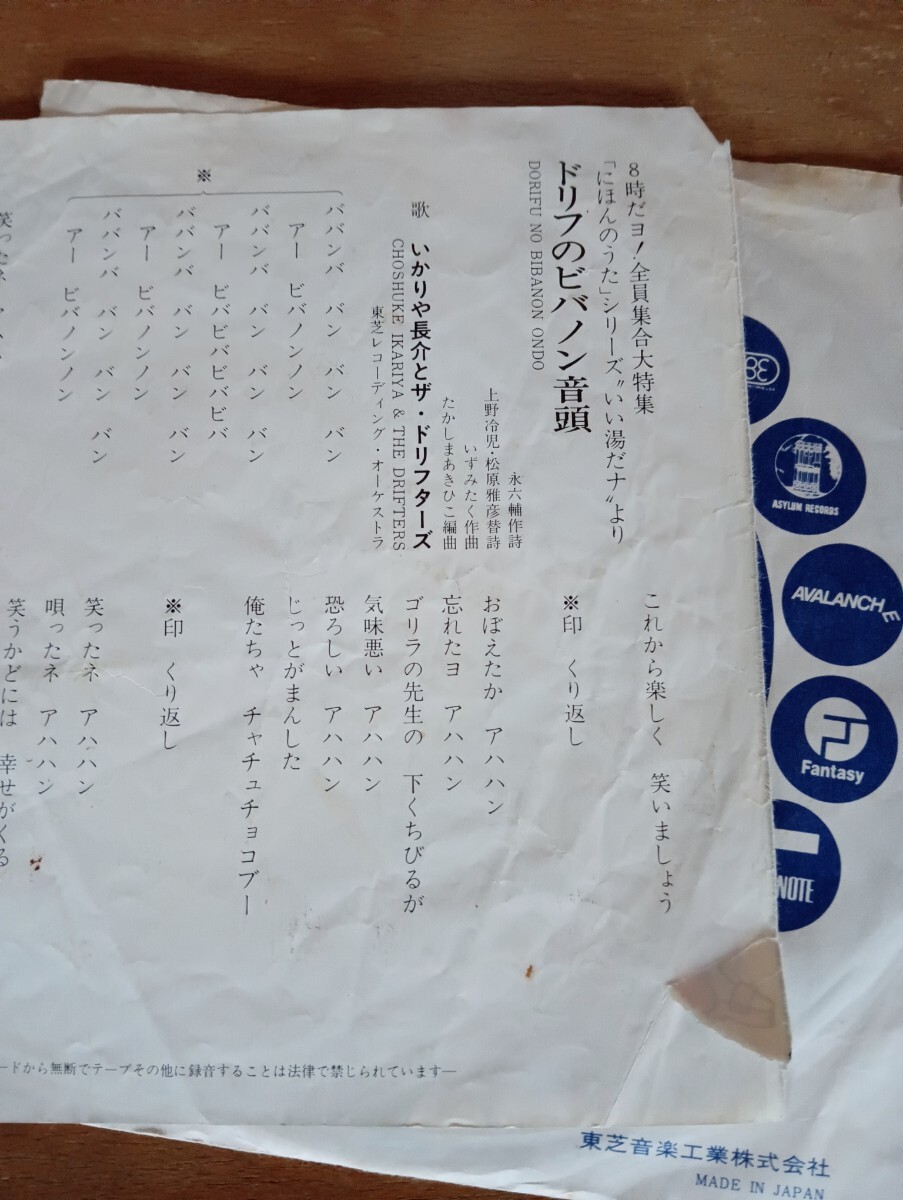 8時だヨ!全員集合大特集
「にほんのうた」シリーズ〝いい湯だナ〟より
ドリフのビバノン音頭
DORIFU NO BIBANON ONDO
永六輔作詩
上野冷児・松原雅彦替詩
いずみたく作曲
たかしまあきひこ編曲
歌 いかりや長介とザ・ドリフターズ
CHOSHUKE IKARIYA & THE DRIFTERS
東芝レコーディング・オーケストラ
※
ババンバ バン バン バン
アー ビバノンノン
ババンバ バン バン バン
アー ビバビバビバ
ババンバ バン バン バン
アー ビバノンノン
ババンバ バン バン バン
アー ビバノンノン
これから楽しく 笑いましょう
※印 くり返し
おぼえたか アハハン
忘れたヨ アハハン
ゴリラの先生の 下くちびるが
気味悪い アハハン
恐ろしい アハハン
じっとがまんした
俺たちゃ チャチュチョコブー
※印 くり返し
笑ったネ アハハン
唄ったネ アハハン
笑うかどには 幸せがくる
ードから無断でテープその他に録音することは法律で禁じられています—
ASYLUM RECORDS
AVALANCHE
Fantasy
NOTE
東芝音楽工業株式会社
MADE IN JAPAN